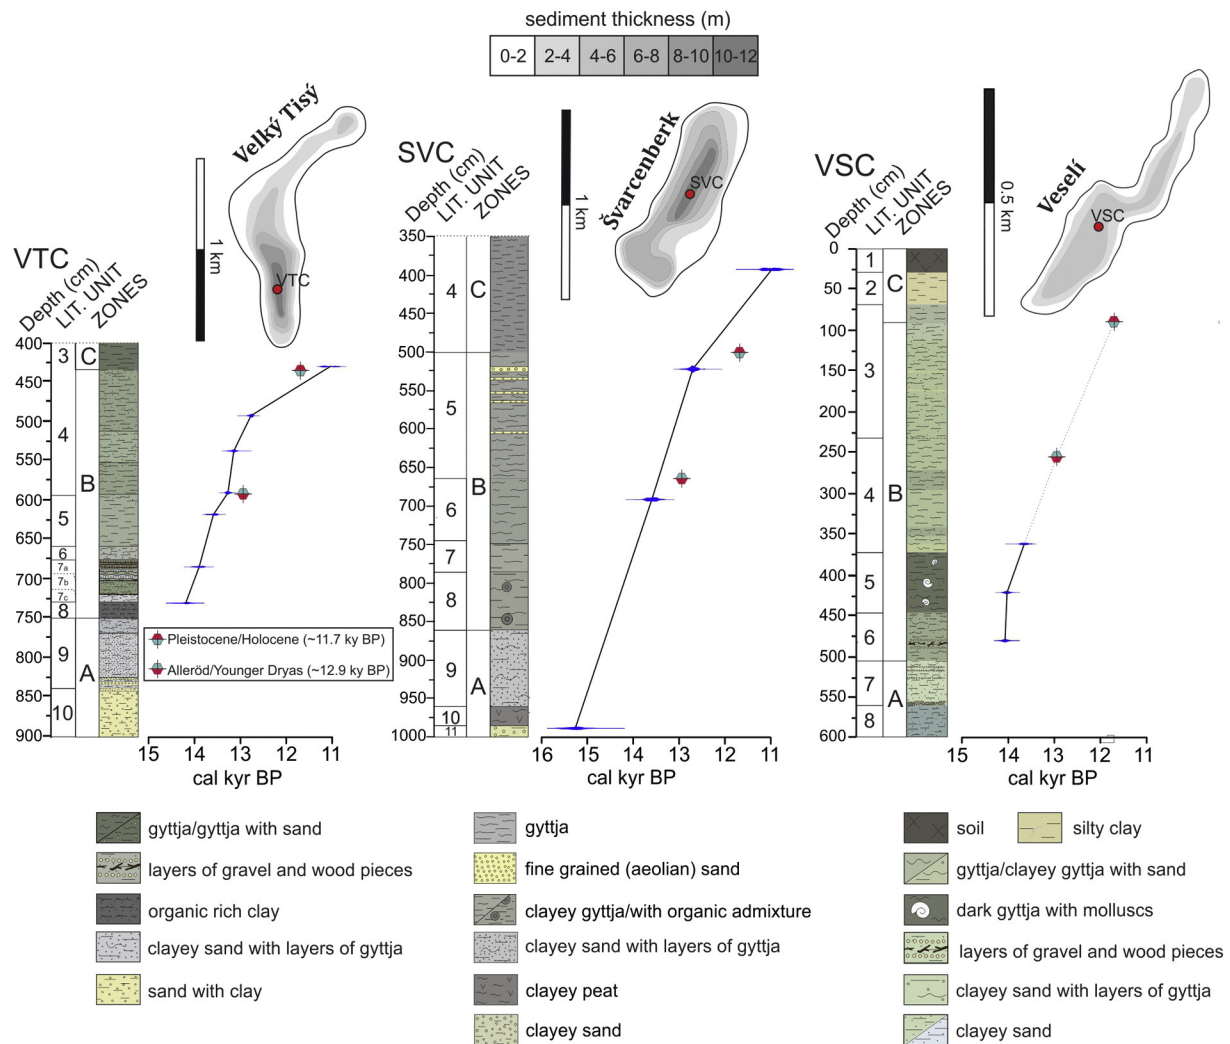 sediment thickness (m)
0-2 2-4 4-6 6-8 8-10 10-12
Velký Tisý
1 km
VTC
VTC
Depth (cm)
LIT. UNIT
ZONES
400
450
500
550
600
650
700
750
800
850
900
3
4
5
6
7a
7b
7c
8
9
10
C
B
A
15 14 13 12 11
cal kyr BP
Pleistocene/Holocene (~11.7 ky BP)
Alleröd/Younger Dryas (~12.9 ky BP)
Švarcenberk
1 km
SVC
SVC
Depth (cm)
LIT. UNIT
ZONES
350
400
500
550
600
650
700
750
800
850
900
950
1000
4
5
6
7
8
9
10
11
C
B
A
16 15 14 13 12 11
cal kyr BP
Veselí
0.5 km
VSC
VSC
Depth (cm)
LIT. UNIT
ZONES
0
50
100
150
200
250
300
350
400
450
500
550
600
1
2
3
4
5
6
7
8
C
B
A
15 14 13 12 11
cal kyr BP
gyttja/gyttja with sand
layers of gravel and wood pieces
organic rich clay
clayey sand with layers of gyttja
sand with clay
gyttja
fine grained (aeolian) sand
clayey gyttja/with organic admixture
clayey sand with layers of gyttja
clayey peat
clayey sand
soil
silty clay
gyttja/clayey gyttja with sand
dark gyttja with molluscs
layers of gravel and wood pieces
clayey sand with layers of gyttja
clayey sand